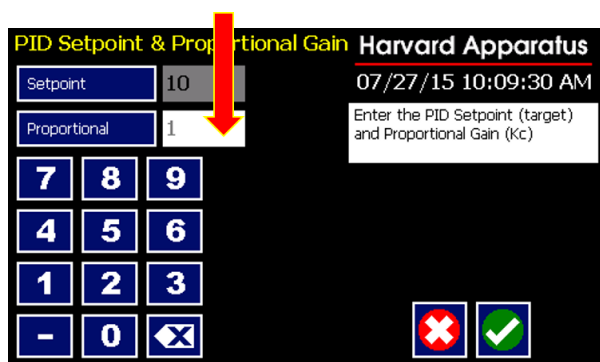 PID Setpoint & Proportional Gain
Harvard Apparatus
Setpoint
10
07/27/15 10:09:30 AM
Proportional
1
Enter the PID Setpoint (target)
and Proportional Gain (Kc)
7 8 9
4 5 6
1 2 3
- 0